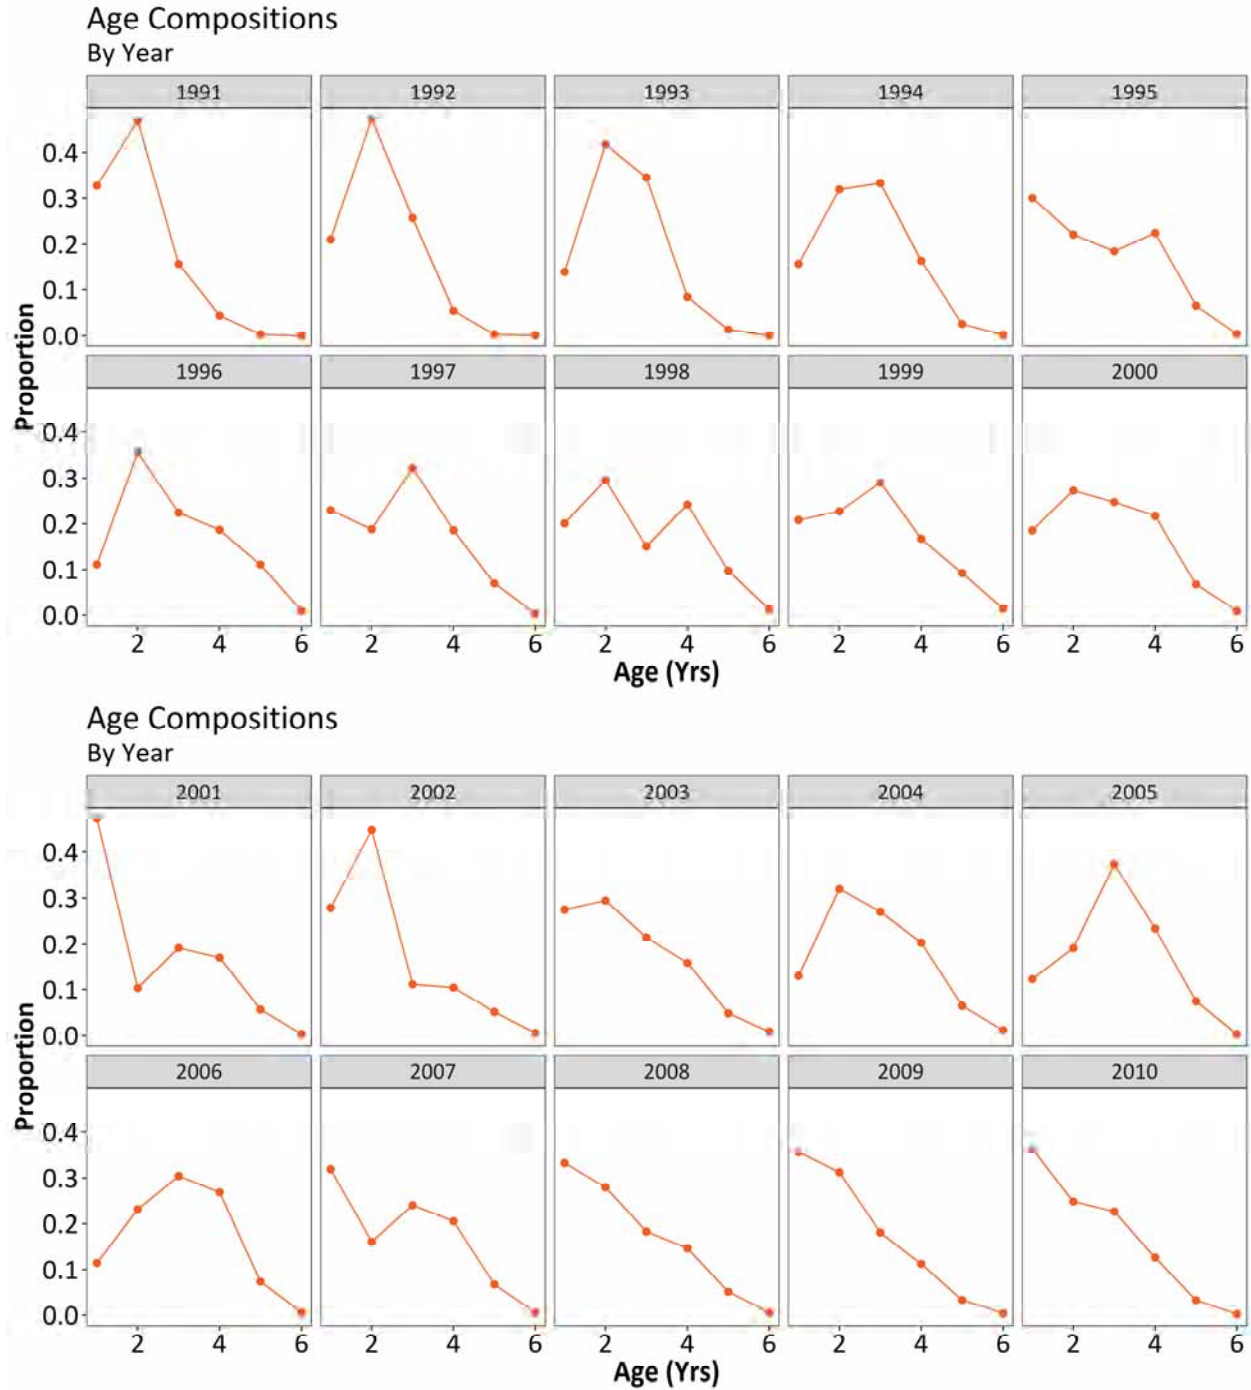 Age Compositions
By Year
1991 1992 1993 1994 1995
0.4
0.3
0.2
0.1
0.0
1996 1997 1998 1999 2000
0.4
0.3
0.2
0.1
0.0
Proportion
2 4 6 2 4 6 2 4 6 2 4 6 2 4 6
Age (Yrs)
Age Compositions
By Year
2001 2002 2003 2004 2005
0.4
0.3
0.2
0.1
0.0
2006 2007 2008 2009 2010
0.4
0.3
0.2
0.1
0.0
Proportion
2 4 6 2 4 6 2 4 6 2 4 6 2 4 6
Age (Yrs)